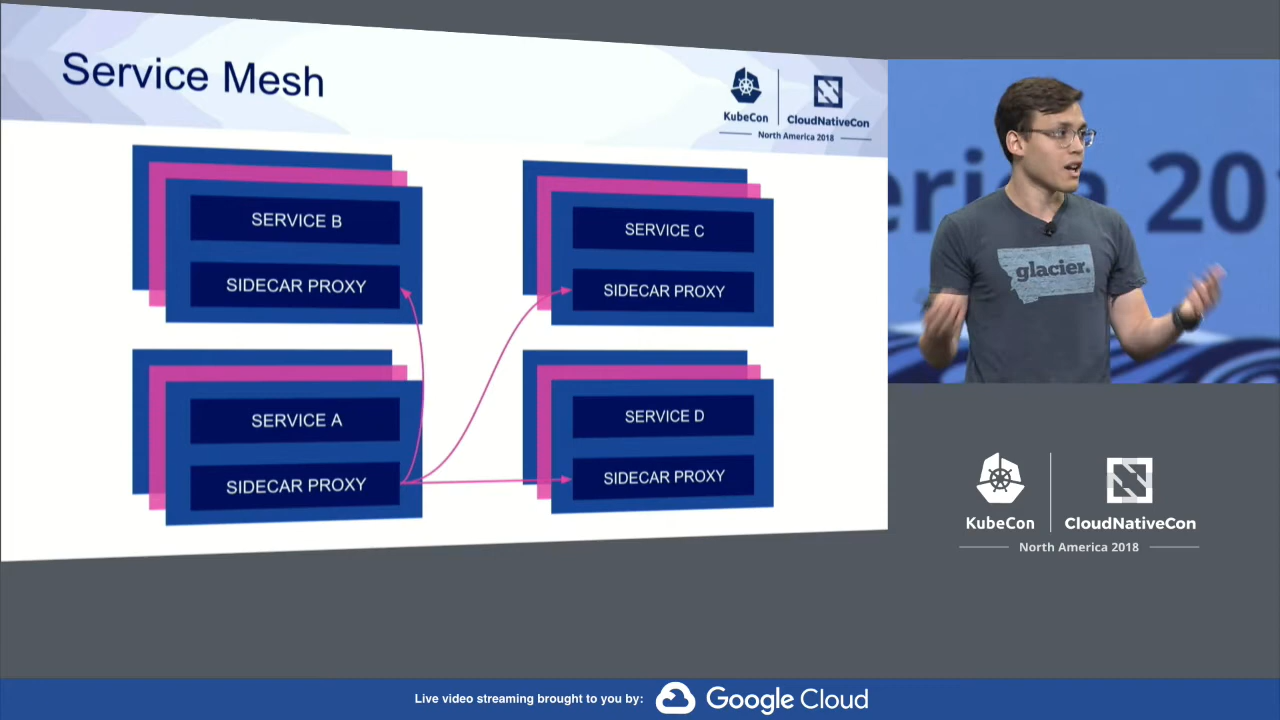 Service Mesh
KubeCon
CloudNativeCon
North America 2018
SERVICE B
SIDECAR PROXY
SERVICE C
SIDECAR PROXY
SERVICE A
SIDECAR PROXY
SERVICE D
SIDECAR PROXY
glacier.
KubeCon
CloudNativeCon
North America 2018
Live video streaming brought to you by:
Google Cloud